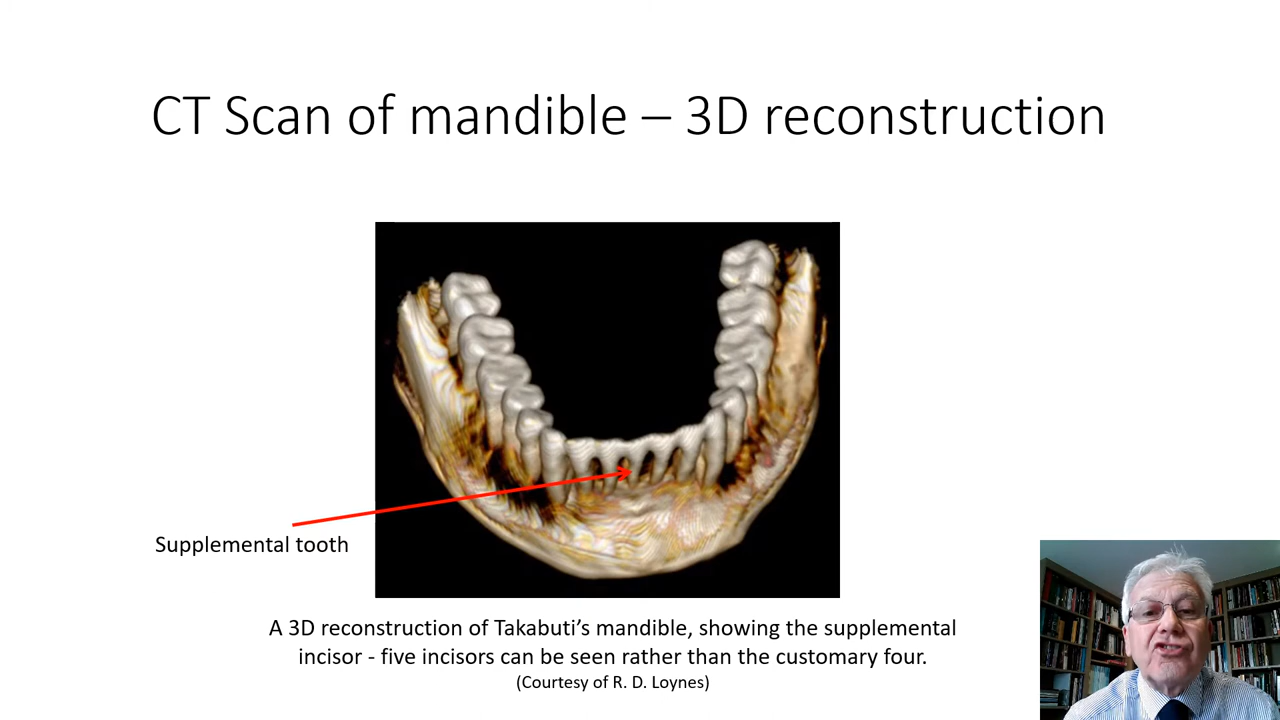 CT Scan of mandible – 3D reconstruction
Supplemental tooth
A 3D reconstruction of Takabuti’s mandible, showing the supplemental
incisor - five incisors can be seen rather than the customary four.
(Courtesy of R. D. Loynes)